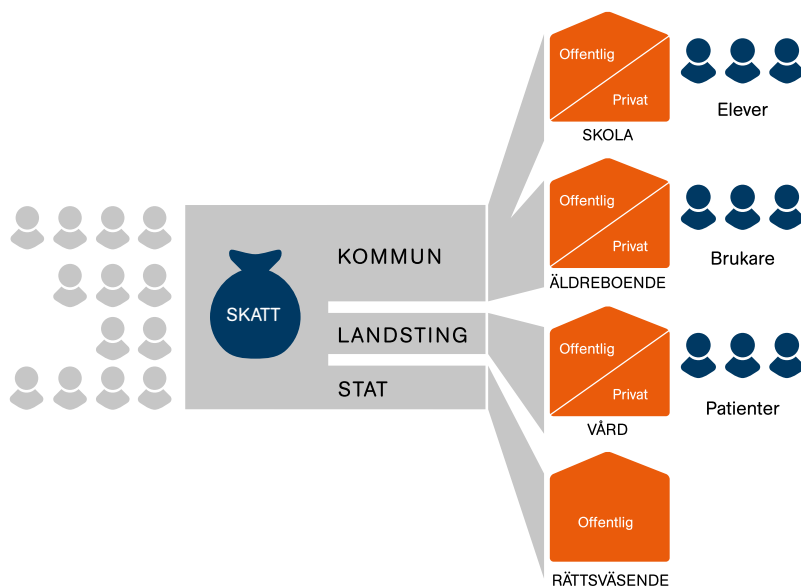 SKATT
KOMMUN
LANDSTING
STAT
Offentlig
Privat
SKOLA
Elever
Offentlig
Privat
ÄLDREBOENDE
Brukare
Offentlig
Privat
VÅRD
Patienter
Offentlig
RÄTTSVÄSENDE